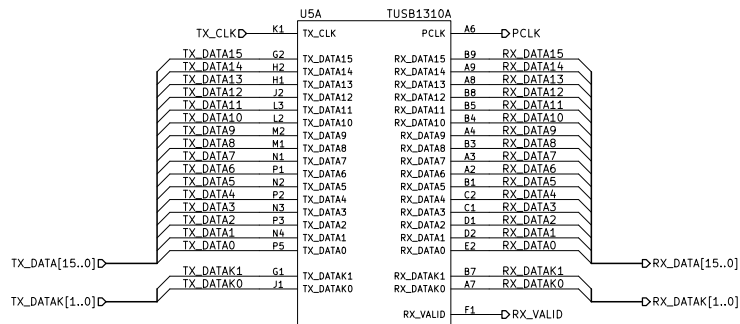 U5A TUSB1310A
TX_CLK K1 TX_CLK PCLK A6 PCLK
TX_DATA15 G2 TX_DATA15 RX_DATA15 B9 RX_DATA15
TX_DATA14 H2 TX_DATA14 RX_DATA14 A9 RX_DATA14
TX_DATA13 H1 TX_DATA13 RX_DATA13 A8 RX_DATA13
TX_DATA12 J2 TX_DATA12 RX_DATA12 B8 RX_DATA12
TX_DATA11 L3 TX_DATA11 RX_DATA11 B5 RX_DATA11
TX_DATA10 L2 TX_DATA10 RX_DATA10 B4 RX_DATA10
TX_DATA9 M2 TX_DATA9 RX_DATA9 A4 RX_DATA9
TX_DATA8 M1 TX_DATA8 RX_DATA8 B3 RX_DATA8
TX_DATA7 N1 TX_DATA7 RX_DATA7 A3 RX_DATA7
TX_DATA6 P1 TX_DATA6 RX_DATA6 A2 RX_DATA6
TX_DATA5 N2 TX_DATA5 RX_DATA5 B1 RX_DATA5
TX_DATA4 P2 TX_DATA4 RX_DATA4 C2 RX_DATA4
TX_DATA3 N3 TX_DATA3 RX_DATA3 C1 RX_DATA3
TX_DATA2 P3 TX_DATA2 RX_DATA2 D1 RX_DATA2
TX_DATA1 N4 TX_DATA1 RX_DATA1 D2 RX_DATA1
TX_DATA0 P5 TX_DATA0 RX_DATA0 E2 RX_DATA0
TX_DATA[15..0] RX_DATA[15..0]
TX_DATAK1 G1 TX_DATAK1 RX_DATAK1 B7 RX_DATAK1
TX_DATAK0 J1 TX_DATAK0 RX_DATAK0 A7 RX_DATAK0
TX_DATAK[1..0] RX_DATAK[1..0]
RX_VALID F1 RX_VALID